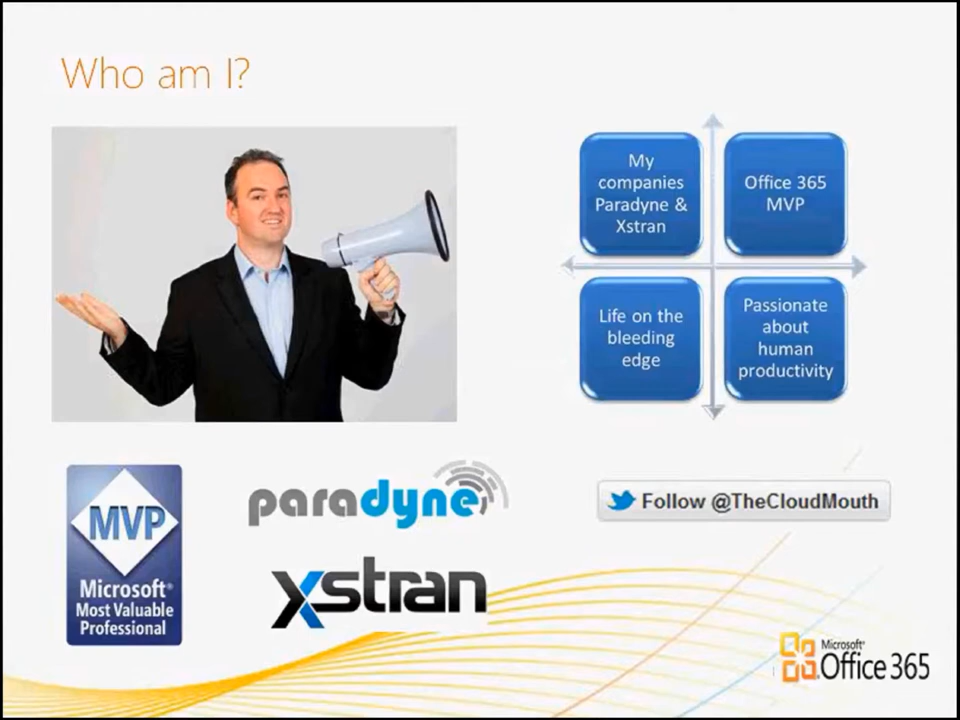 Who am I?
My
companies
Paradyne &
Xstran
Office 365
MVP
Life on the
bleeding
edge
Passionate
about
human
productivity
MVP
Microsoft®
Most Valuable
Professional
paradyne
xstran
Follow @TheCloudMouth
Microsoft®
Office 365